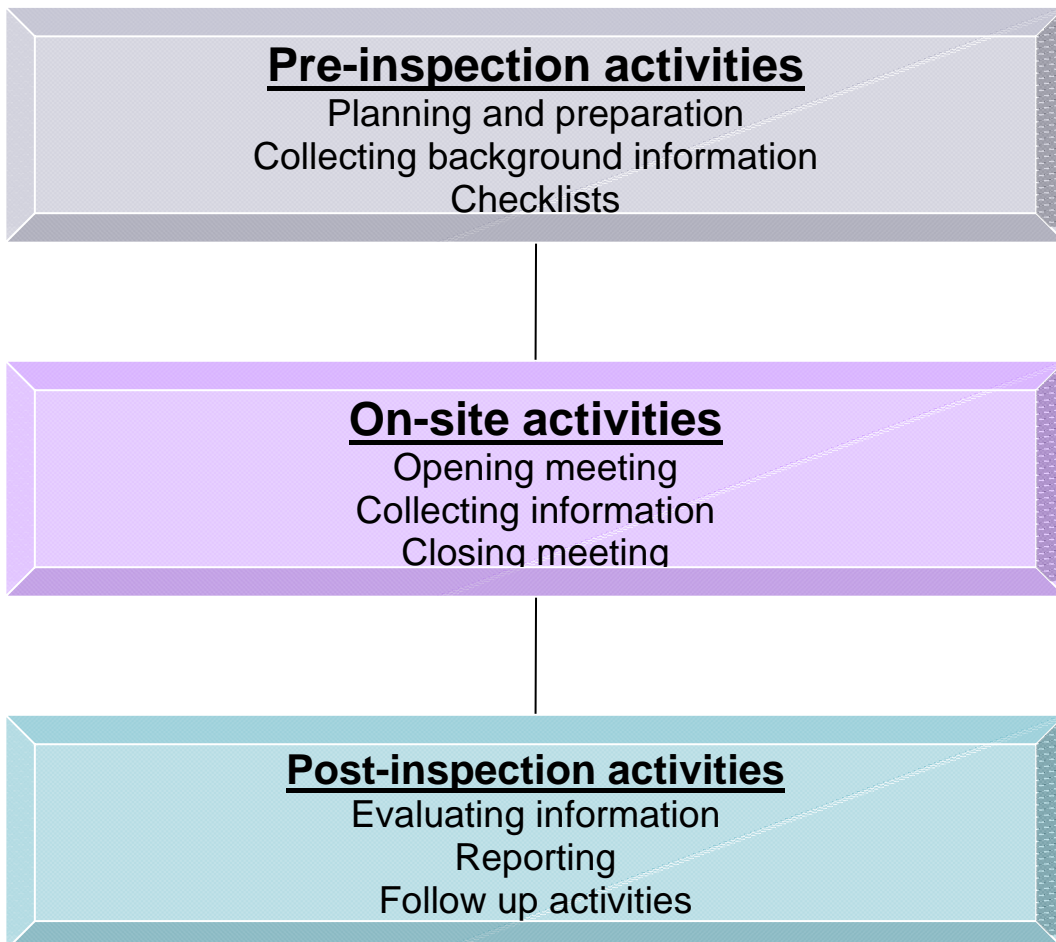 Pre-inspection activities
Planning and preparation
Collecting background information
Checklists
On-site activities
Opening meeting
Collecting information
Closing meeting
Post-inspection activities
Evaluating information
Reporting
Follow up activities